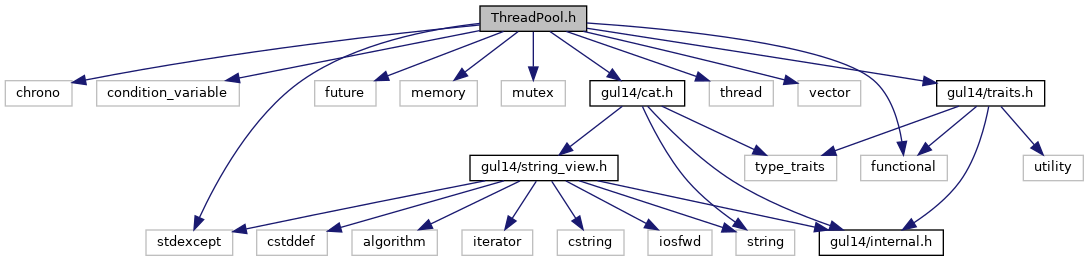 ThreadPool.h
chrono
condition_variable
future
memory
mutex
gul14/cat.h
thread
vector
gul14/traits.h
gul14/string_view.h
type_traits
functional
utility
stdexcept
cstddef
algorithm
iterator
cstring
iosfwd
string
gul14/internal.h